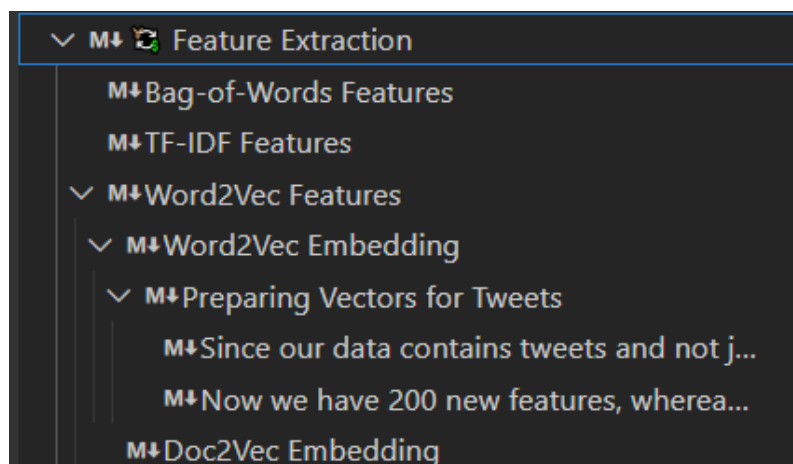 M↓ Feature Extraction
M↓Bag-of-Words Features
M↓TF-IDF Features
M↓Word2Vec Features
M↓Word2Vec Embedding
M↓Preparing Vectors for Tweets
M↓Since our data contains tweets and not j...
M↓Now we have 200 new features, wherea...
M↓Doc2Vec Embedding